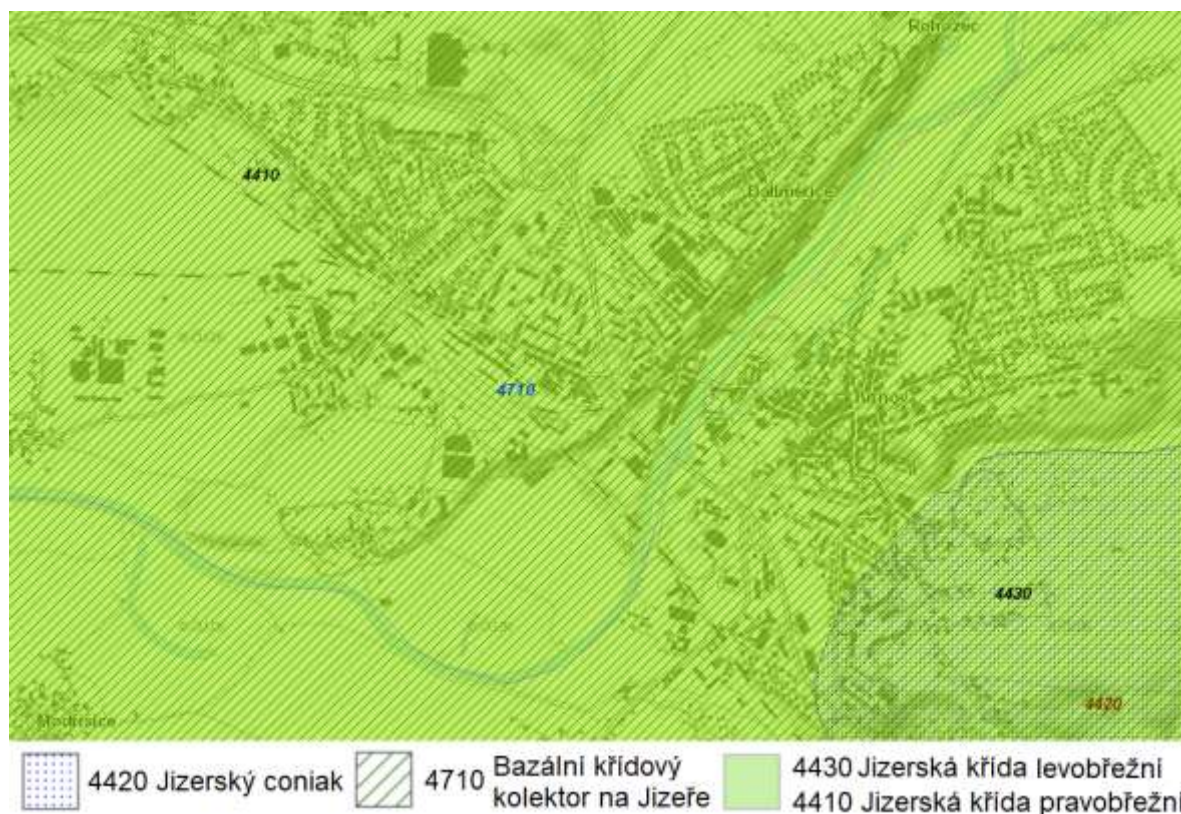 Rohozec
4410
Daliměřice
4710
Turnov
4430
4420
Modřišice
4420 Jizerský coniak
4710 Bazální křídový
kolektor na Jizeře
4430 Jizerská křída levobřežní
4410 Jizerská křída pravobřežní